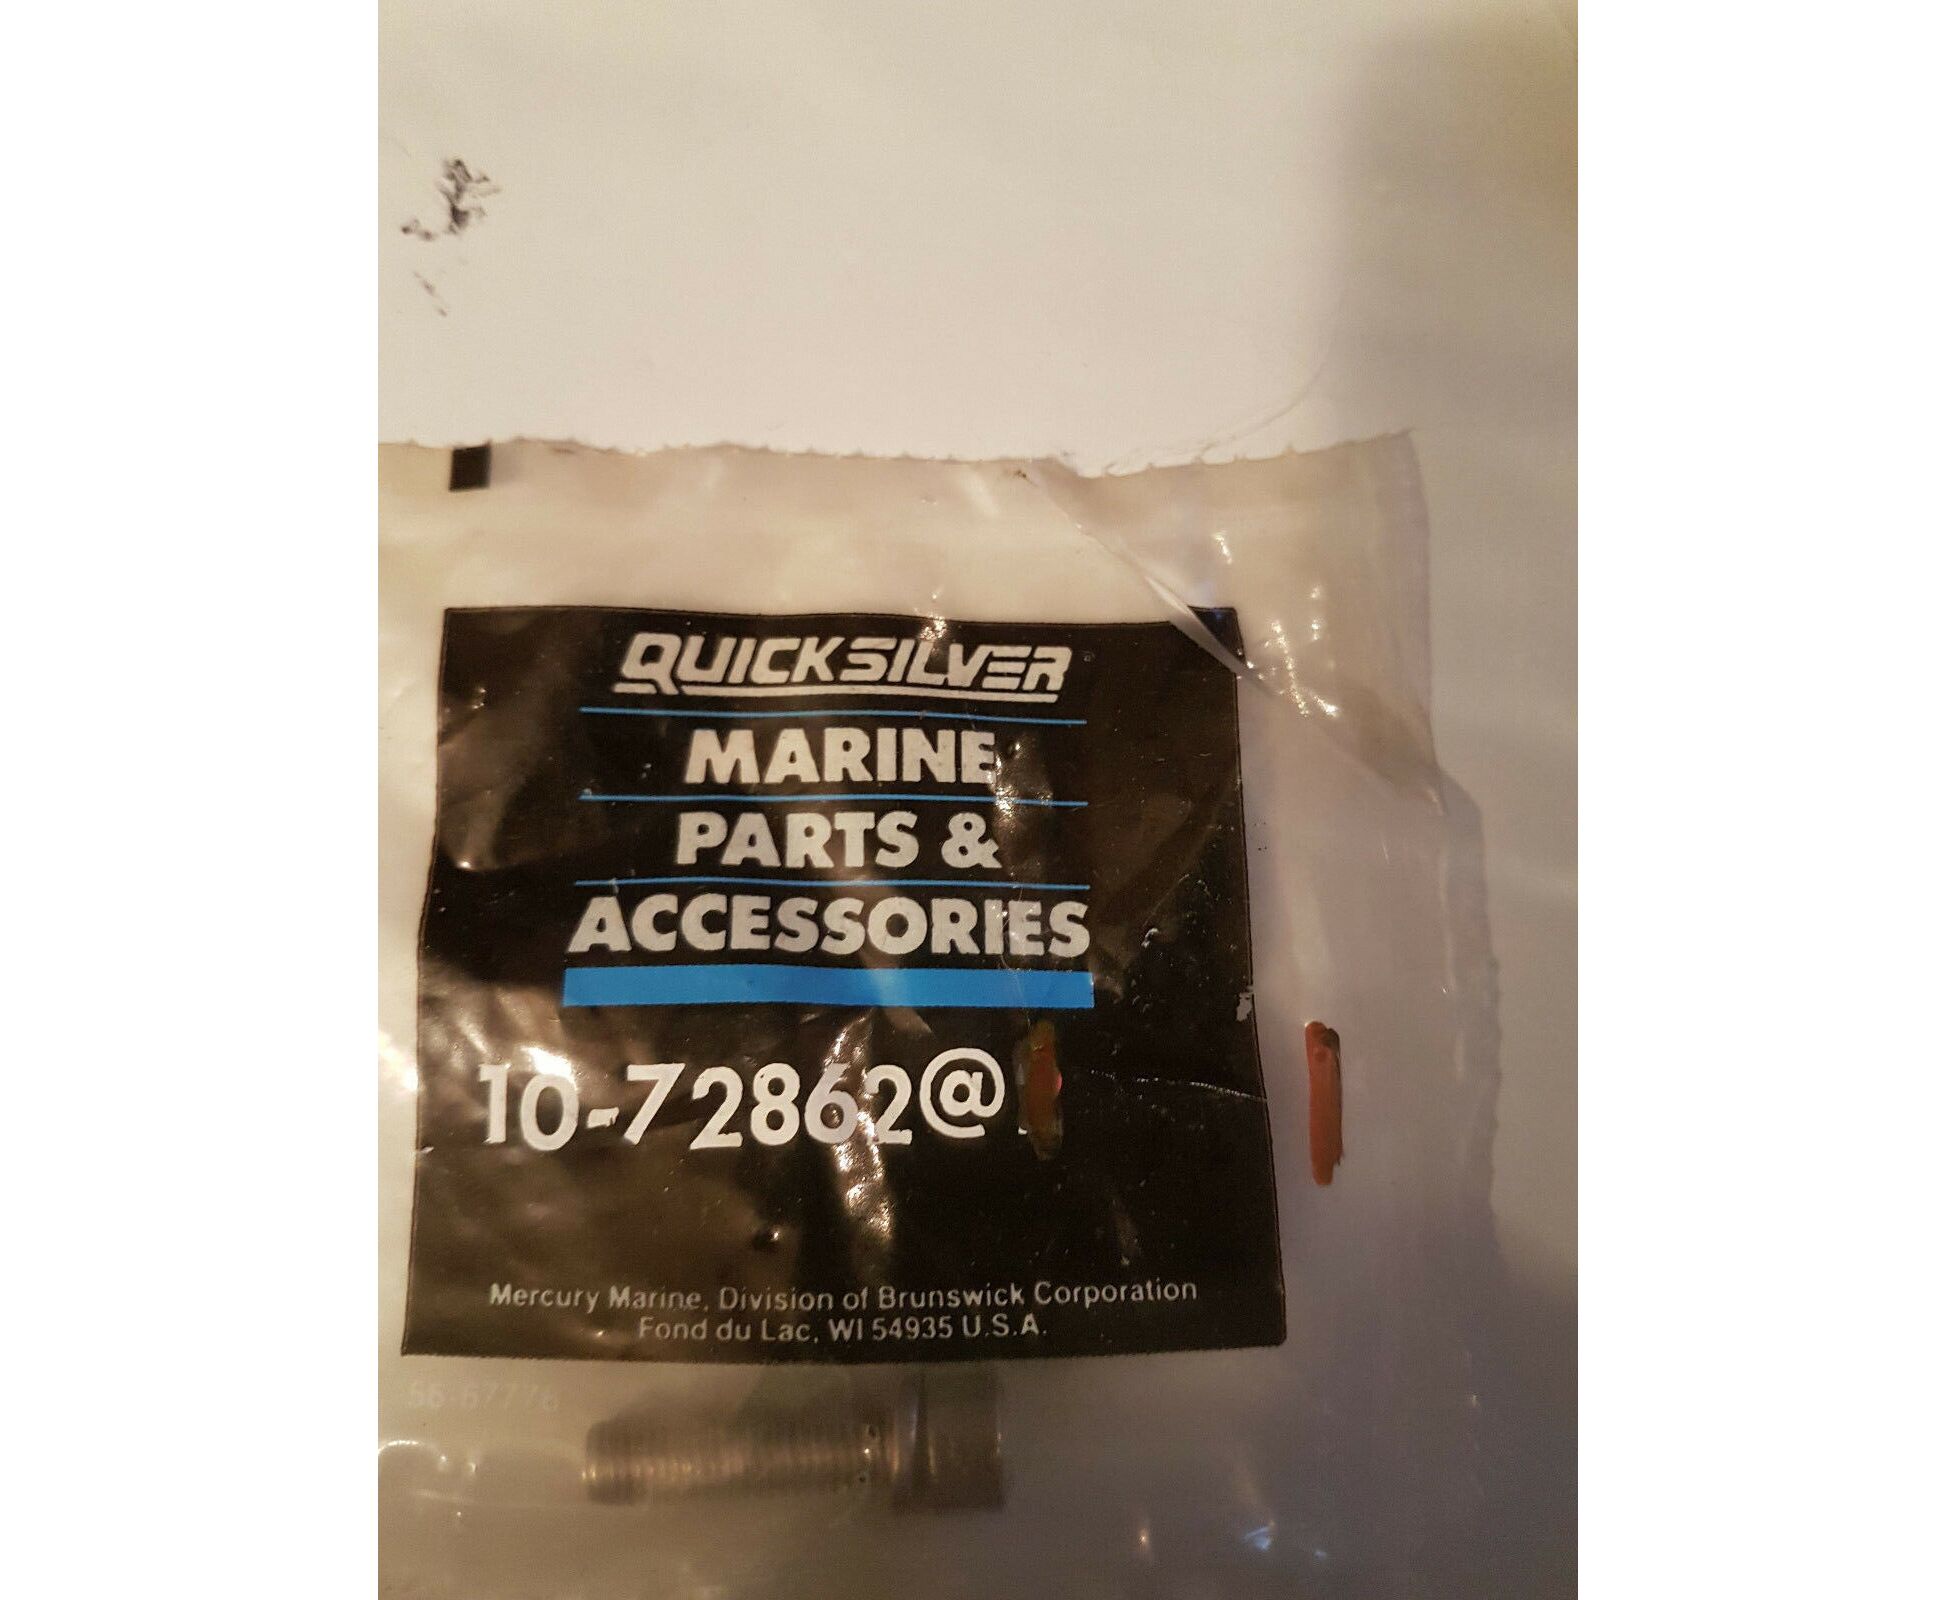 QUICKSILVER
MARINE
PARTS &
ACCESSORIES
10-72862@
Mercury Marine, Division of Brunswick Corporation
Fond du Lac, WI 54935 U.S.A.